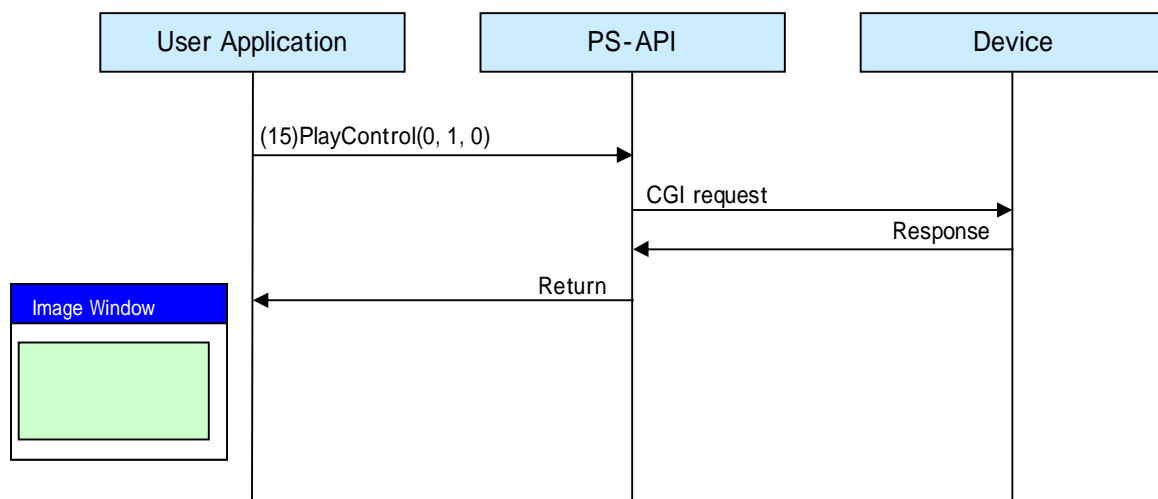 User Application
PS-API
Device
(15)PlayControl(0, 1, 0)
CGI request
Response
Return
Image Window